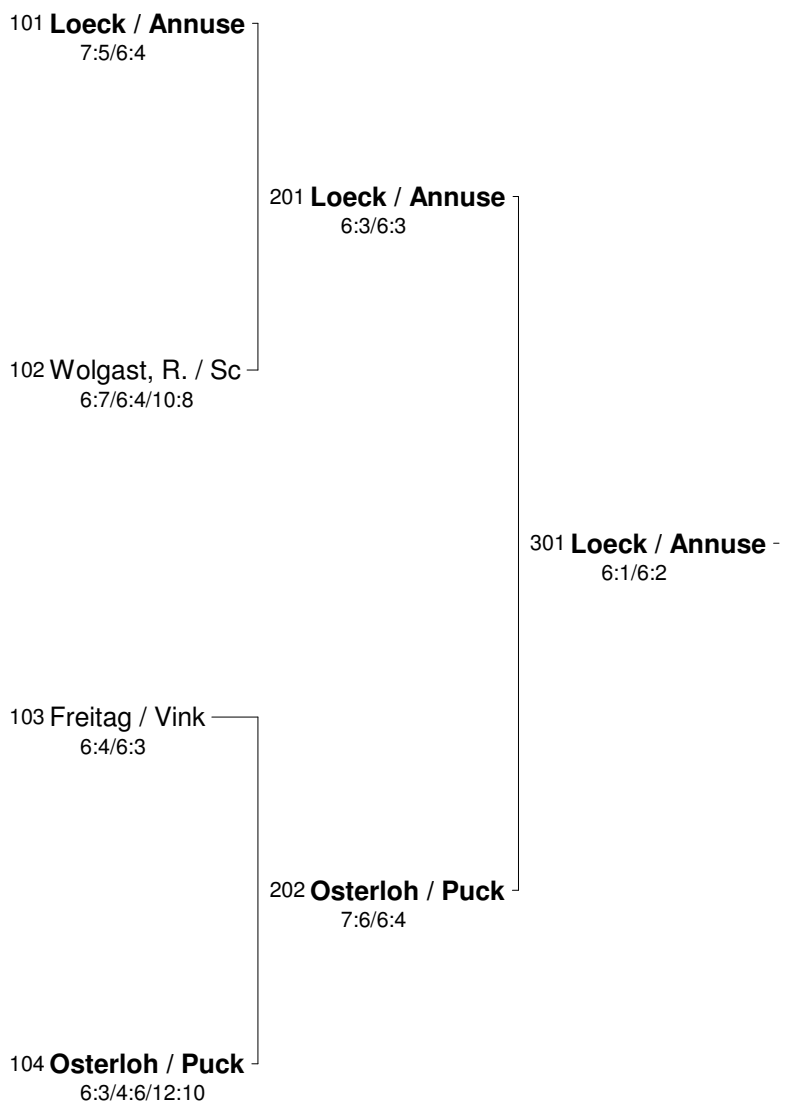 101 Loeck / Annuse
7:5/6:4
201 Loeck / Annuse
6:3/6:3
102 Wolgast, R. / Sc
6:7/6:4/10:8
301 Loeck / Annuse
6:1/6:2
103 Freitag / Vink
6:4/6:3
202 Osterloh / Puck
7:6/6:4
104 Osterloh / Puck
6:3/4:6/12:10